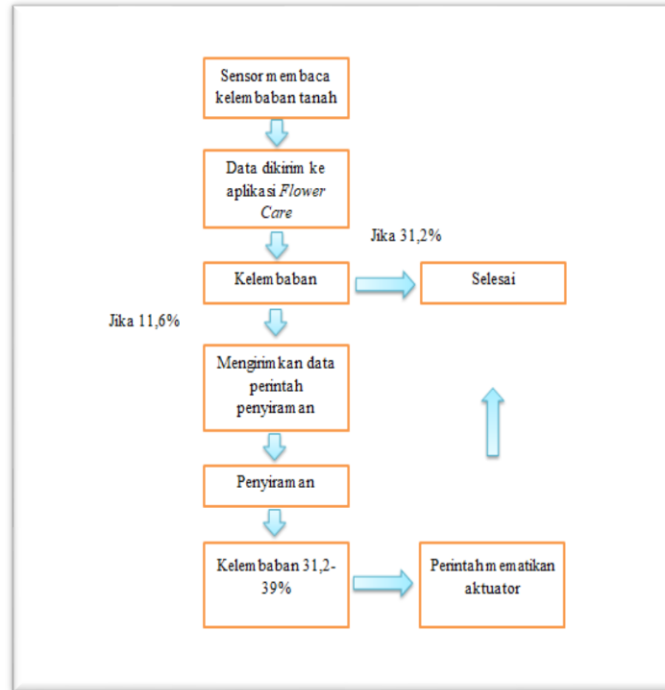 Sensor membaca
kelembaban tanah
Data dikirim ke
aplikasi Flower
Care
Jika 31,2%
Kelembaban
Selesai
Jika 11,6%
Mengirimkan data
perintah
penyiraman
Penyiraman
Kelembaban 31,2-
39%
Perintah mematikan
aktuator